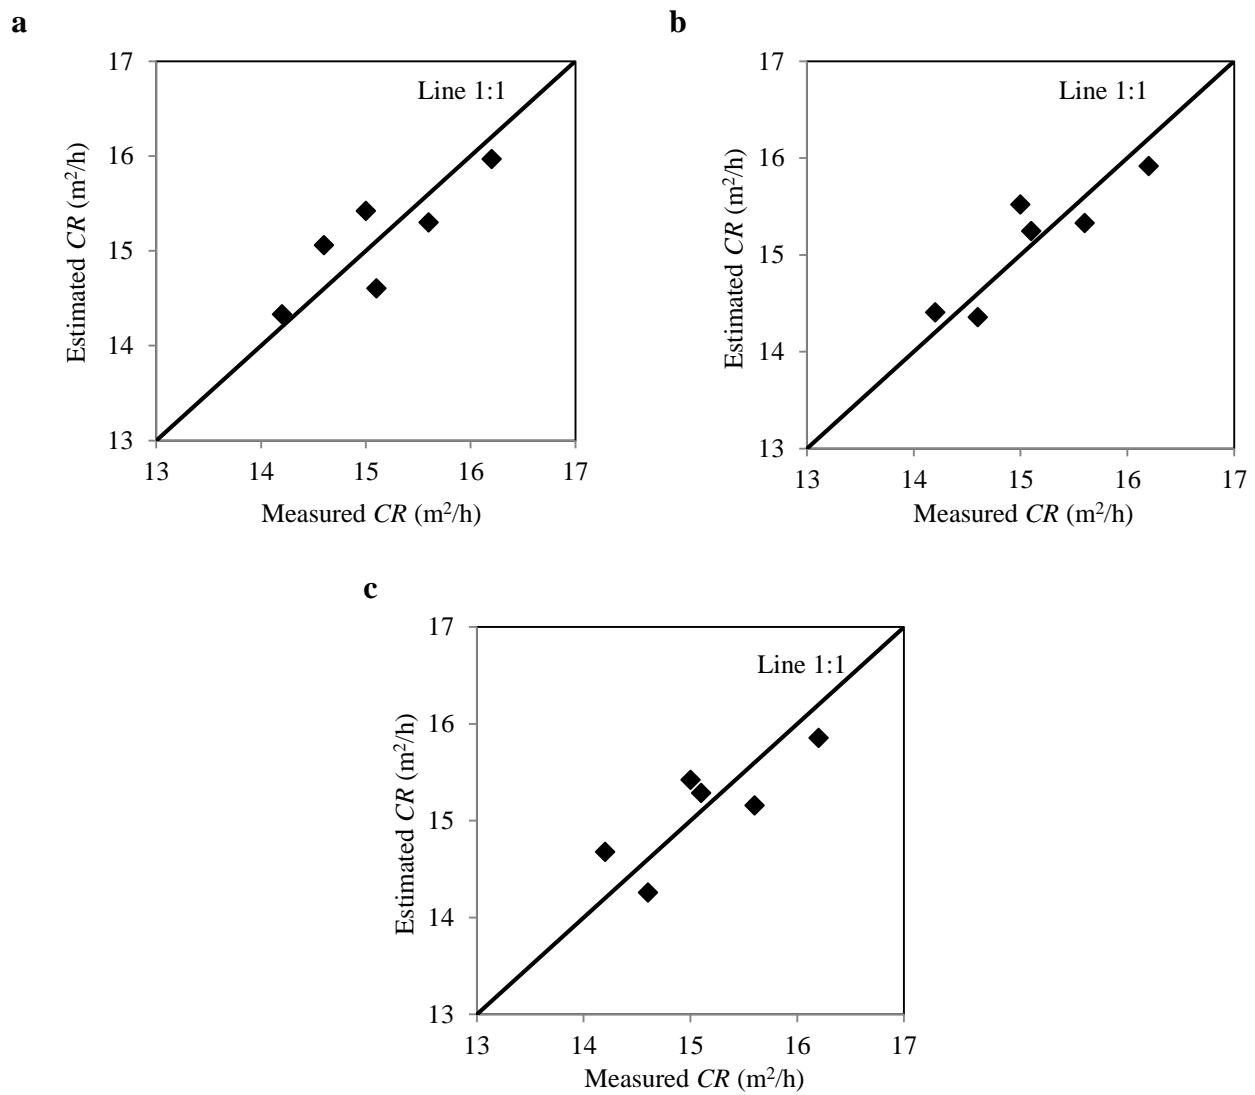 a
17
16
15
14
13
Estimated CR (m²/h)
Line 1:1
13 14 15 16 17
Measured CR (m²/h)
b
17
16
15
14
13
Estimated CR (m²/h)
Line 1:1
13 14 15 16 17
Measured CR (m²/h)
c
17
16
15
14
13
Estimated CR (m²/h)
Line 1:1
13 14 15 16 17
Measured CR (m²/h)